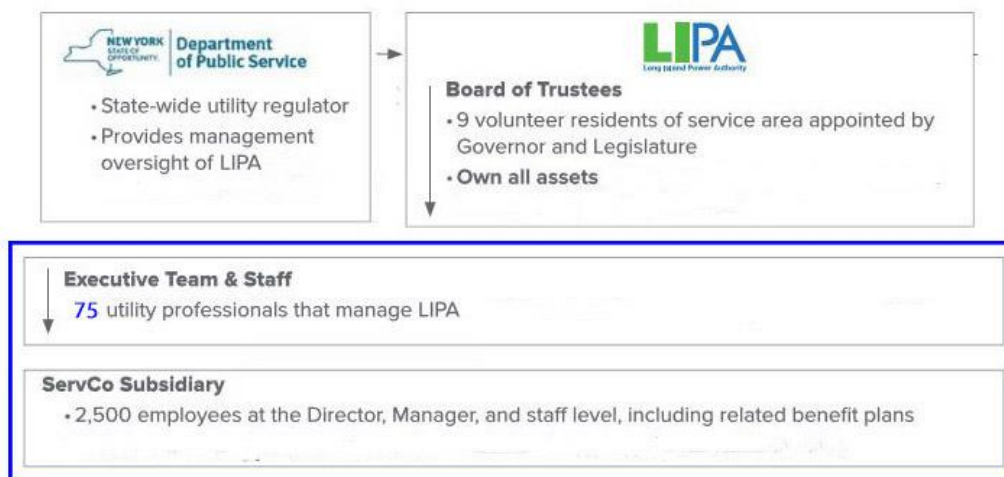 NEW YORK
STATE OF
OPPORTUNITY.
Department
of Public Service
• State-wide utility regulator
• Provides management
oversight of LIPA
LIPA
Long Island Power Authority
Board of Trustees
• 9 volunteer residents of service area appointed by
Governor and Legislature
• Own all assets
Executive Team & Staff
75 utility professionals that manage LIPA
ServCo Subsidiary
• 2,500 employees at the Director, Manager, and staff level, including related benefit plans